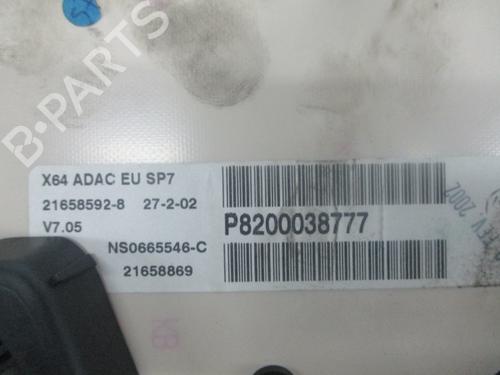 B-PARTS
X64 ADAC EU SP7
21658592-8 27-2-02
V7.05
NS0665546-C
21658869
P8200038777